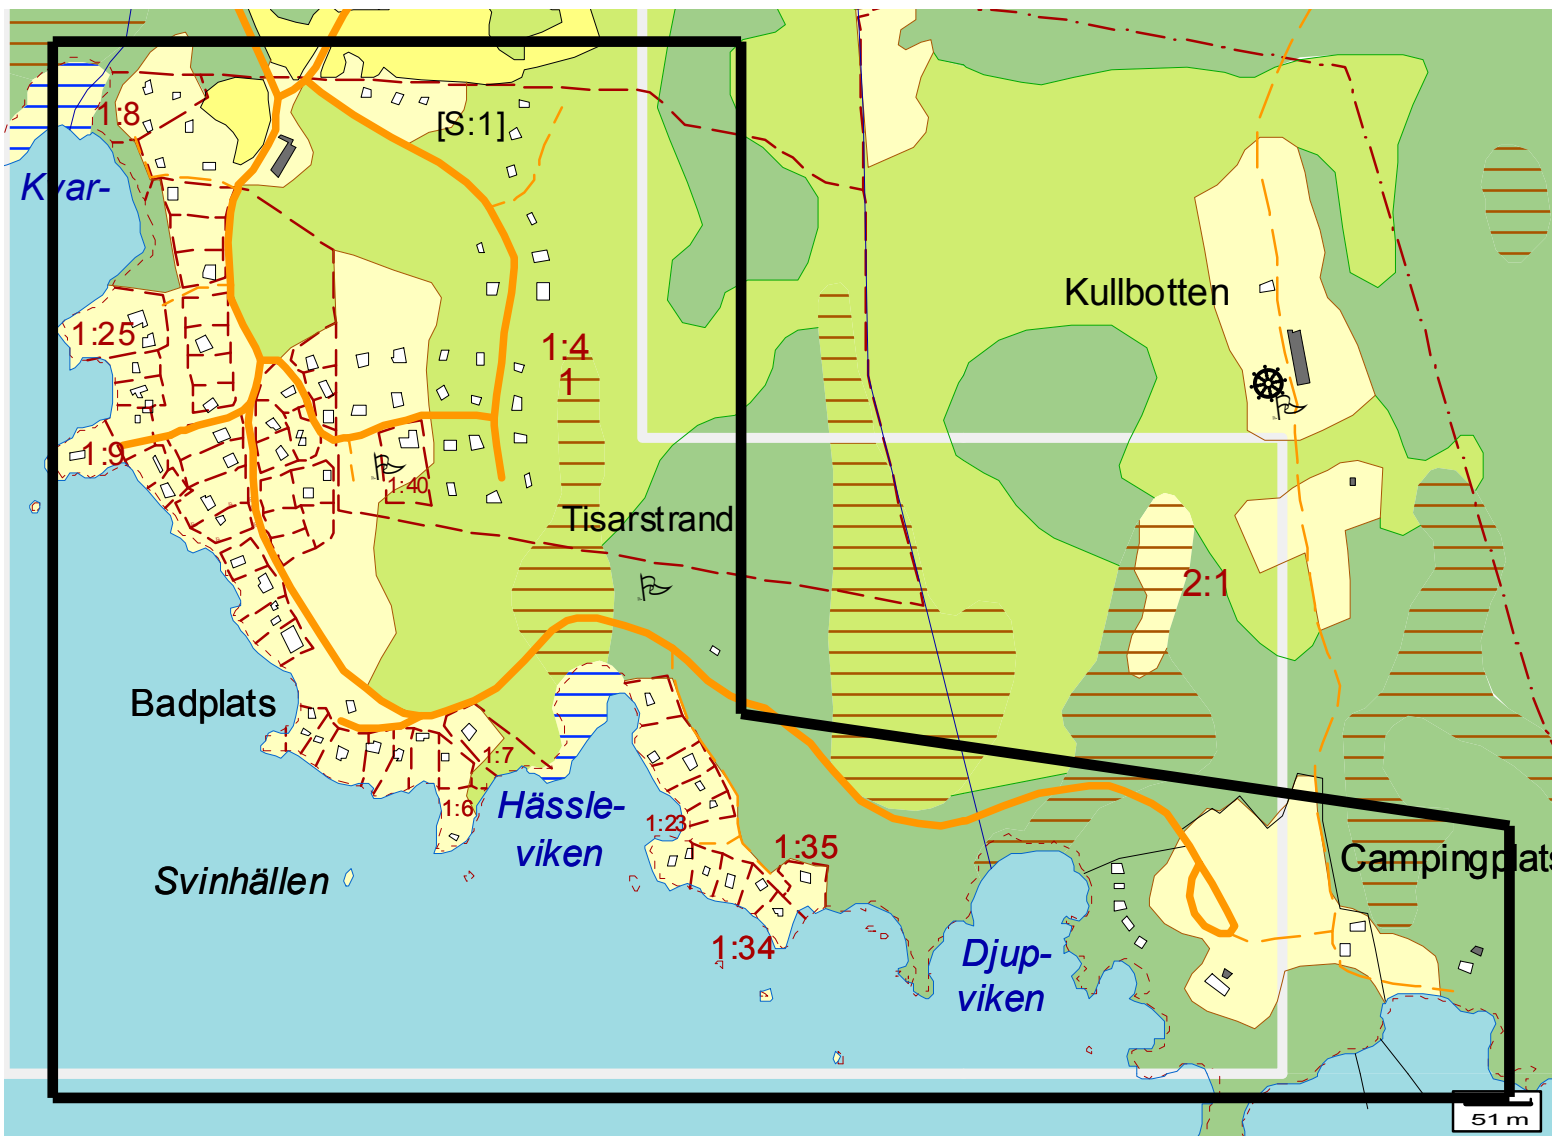 1:8
[S:1]
Kvar-
Kullbotten
1:25
1:4
1
1:9
1:40
Tisarstrand
2:1
Badplats
1:7
1:6
Hässle-
viken
1:23
1:35
Campingplats
Svinhällen
1:34
Djup-
viken
51 m